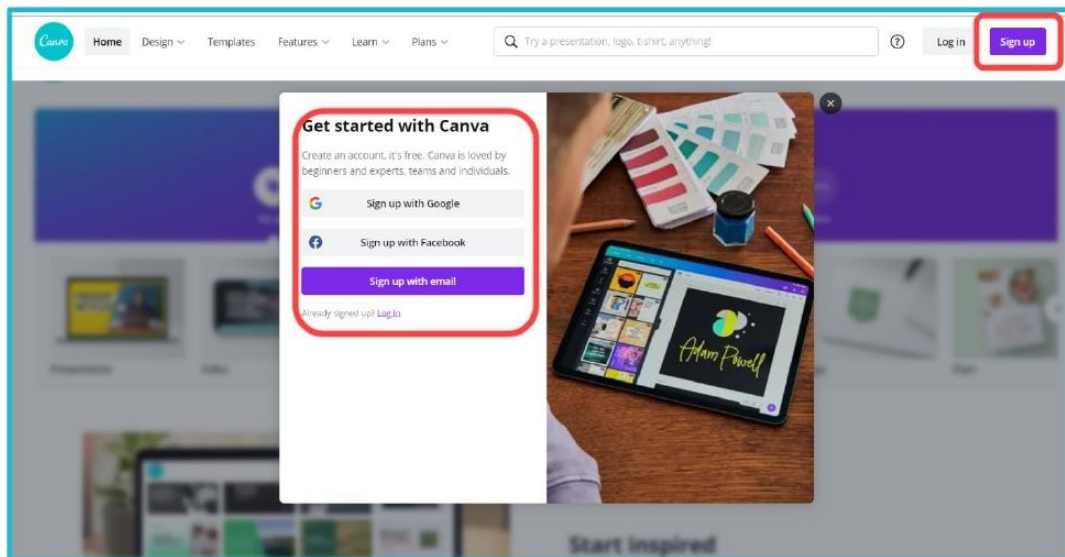 Canva
Home
Design
Templates
Features
Learn
Plans
Try a presentation, logo, t-shirt, anything!
?
Log in
Sign up
Get started with Canva
Create an account, it's free. Canva is loved by
beginners and experts, teams and individuals.
Sign up with Google
Sign up with Facebook
Sign up with email
Already signed up? Log in
Adam Powell
Start inspired